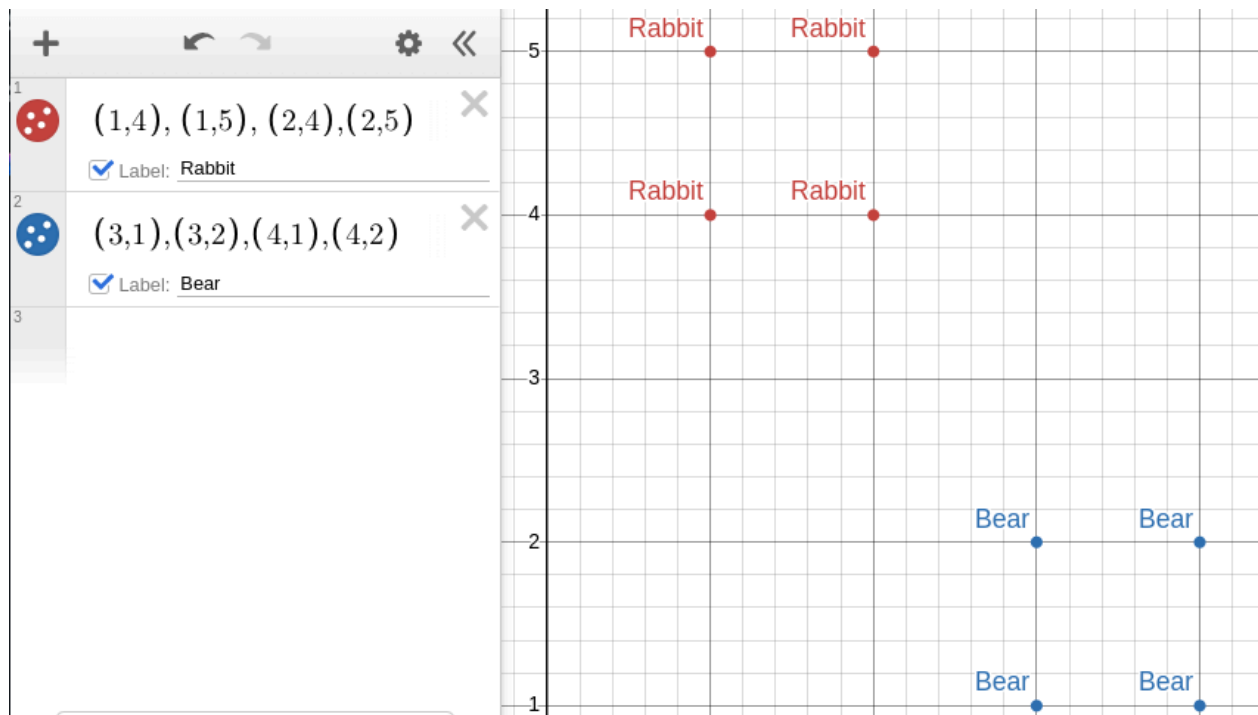 1
(1,4), (1,5), (2,4),(2,5)
Label: Rabbit
2
(3,1),(3,2),(4,1),(4,2)
Label: Bear
3
Rabbit Rabbit
5
Rabbit Rabbit
4
3
Bear Bear
2
Bear Bear
1